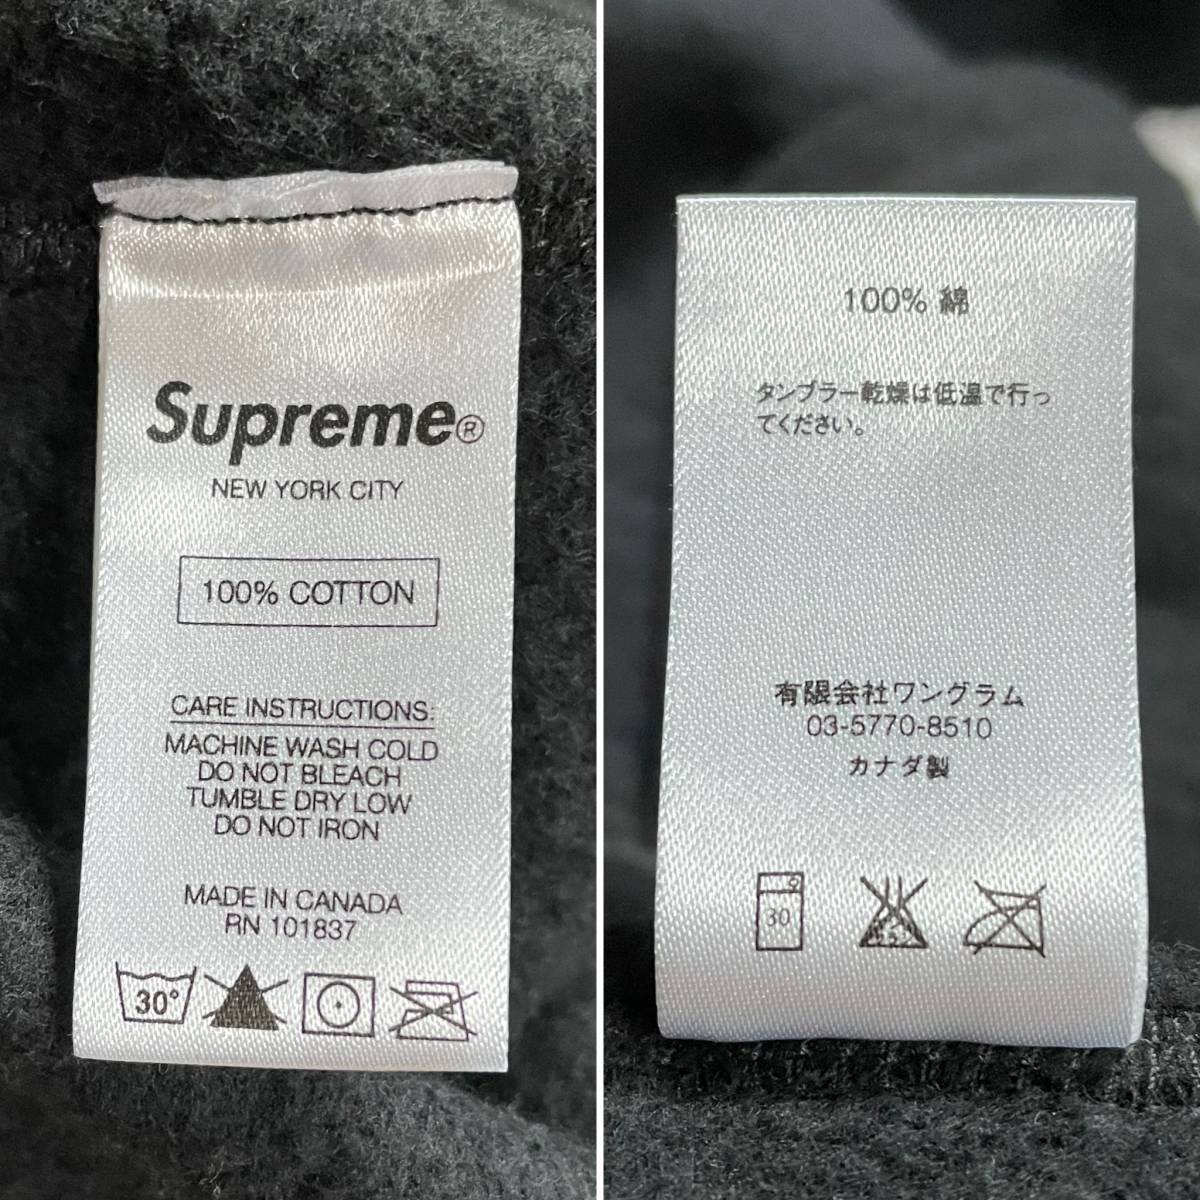 Supreme®
NEW YORK CITY
100% COTTON
CARE INSTRUCTIONS:
MACHINE WASH COLD
DO NOT BLEACH
TUMBLE DRY LOW
DO NOT IRON
MADE IN CANADA
RN 101837
30°
100% 綿
タンブラー乾燥は低温で行っ
てください。
有限会社ワングラム
03-5770-8510
カナダ製
30